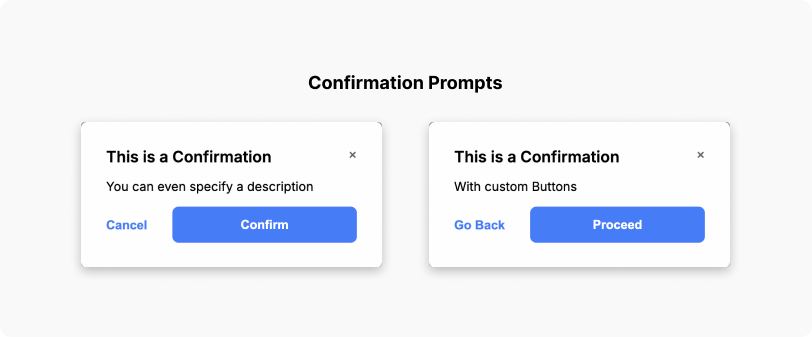 Confirmation Prompts
This is a Confirmation ×
You can even specify a description
Cancel Confirm
This is a Confirmation ×
With custom Buttons
Go Back Proceed